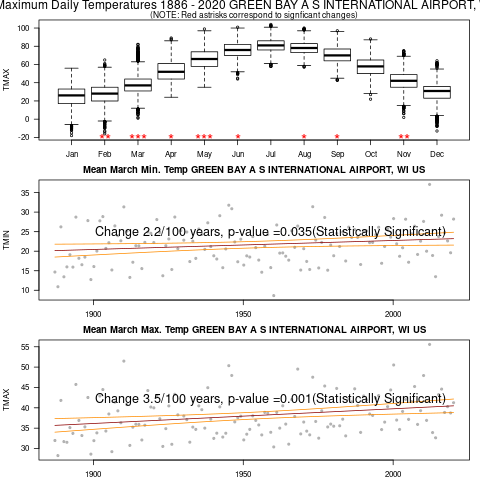 Maximum Daily Temperatures 1886 - 2020 GREEN BAY A S INTERNATIONAL AIRPORT, W
(NOTE: Red astrisks correspond to signficant changes)
TMAX
100
80
60
40
20
0
-20
** *** * *** * * * **
Jan Feb Mar Apr May Jun Jul Aug Sep Oct Nov Dec
Mean March Min. Temp GREEN BAY A S INTERNATIONAL AIRPORT, WI US
TMIN
35
30
25
20
15
10
Change 2.2/100 years, p-value =0.035(Statistically Significant)
1900 1950 2000
Mean March Max. Temp GREEN BAY A S INTERNATIONAL AIRPORT, WI US
TMAX
55
50
45
40
35
30
Change 3.5/100 years, p-value =0.001(Statistically Significant)
1900 1950 2000